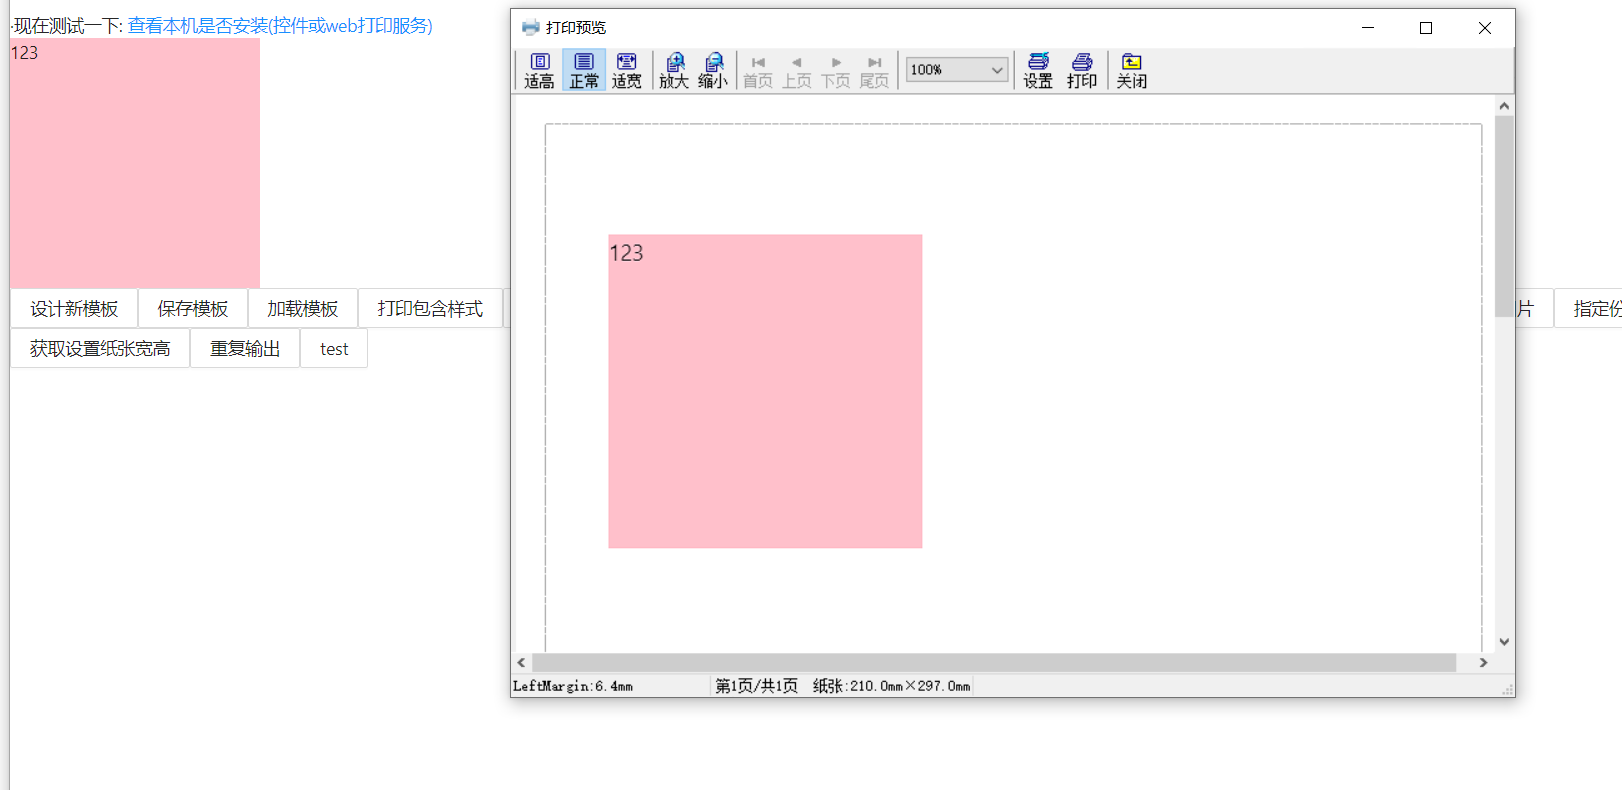 ·现在测试一下: 查看本机是否安装(控件或web打印服务)
123
设计新模板 保存模板 加载模板 打印包含样式 片 指定份
获取设置纸张宽高 重复输出 test
打印预览
适高 正常 适宽 放大 缩小 首页 上页 下页 尾页 100% 设置 打印 关闭
123
LeftMargin:6.4mm 第1页/共1页 纸张:210.0mm×297.0mm